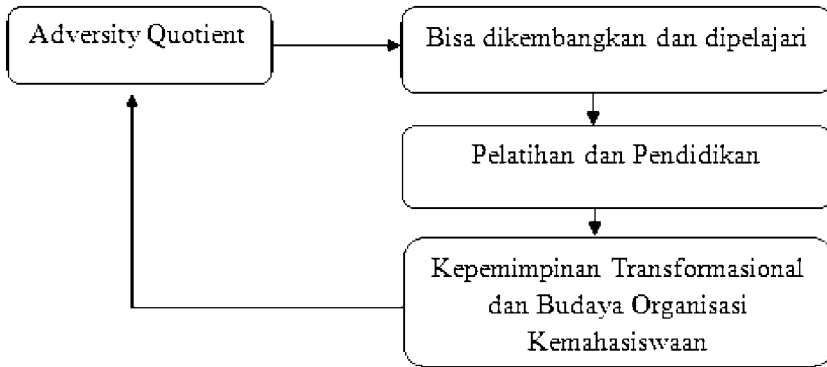 Adversity Quotient
Bisa dikembangkan dan dipelajari
Pelatihan dan Pendidikan
Kepemimpinan Transformasional
dan Budaya Organisasi
Kemahasiswaan